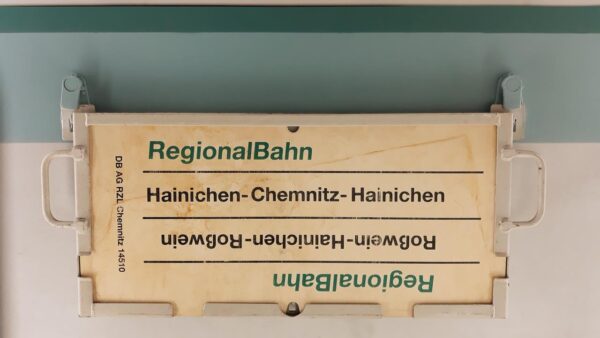 RegionalBahn
Hainichen-Chemnitz-Hainichen
Roßwein-Hainichen-Roßwein
RegionalBahn
DB AG RZL Chemnitz 14510